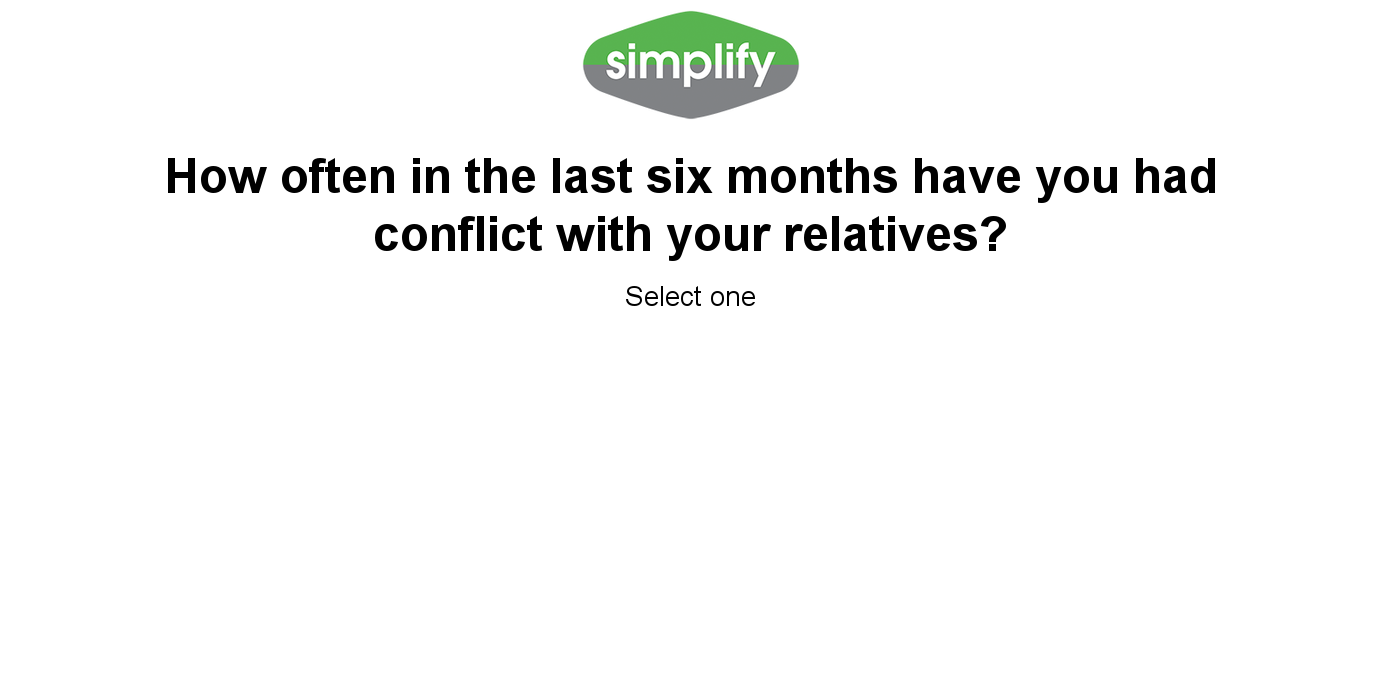 simplify
How often in the last six months have you had
conflict with your relatives?
Select one